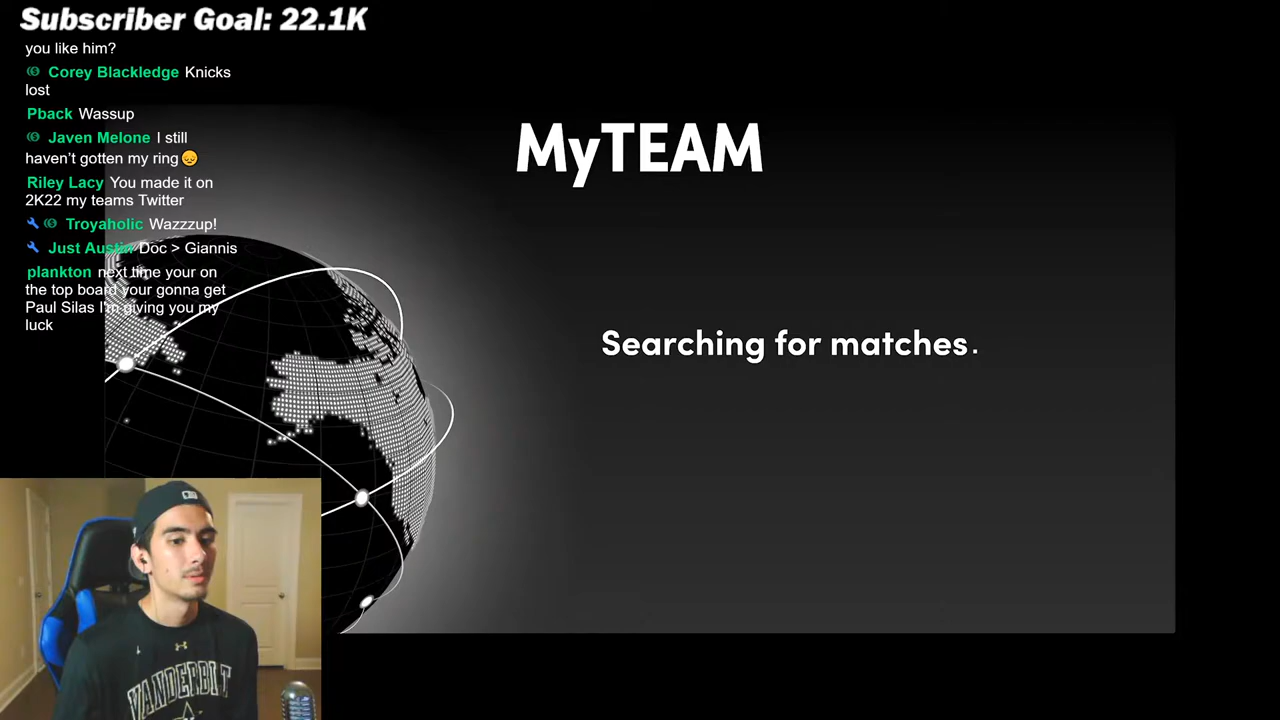 Subscriber Goal: 22.1K
you like him?
Corey Blackledge Knicks
lost
Pback Wassup
Javen Melone I still
haven't gotten my ring😔
Riley Lacy You made it on
2K22 my teams Twitter
Troyaholic Wazzzup!
Just Austin Doc > Giannis
plankton next time your on
the top board your gonna get
Paul Silas I'm giving you my
luck
MyTEAM
Searching for matches.
VANDERBILT